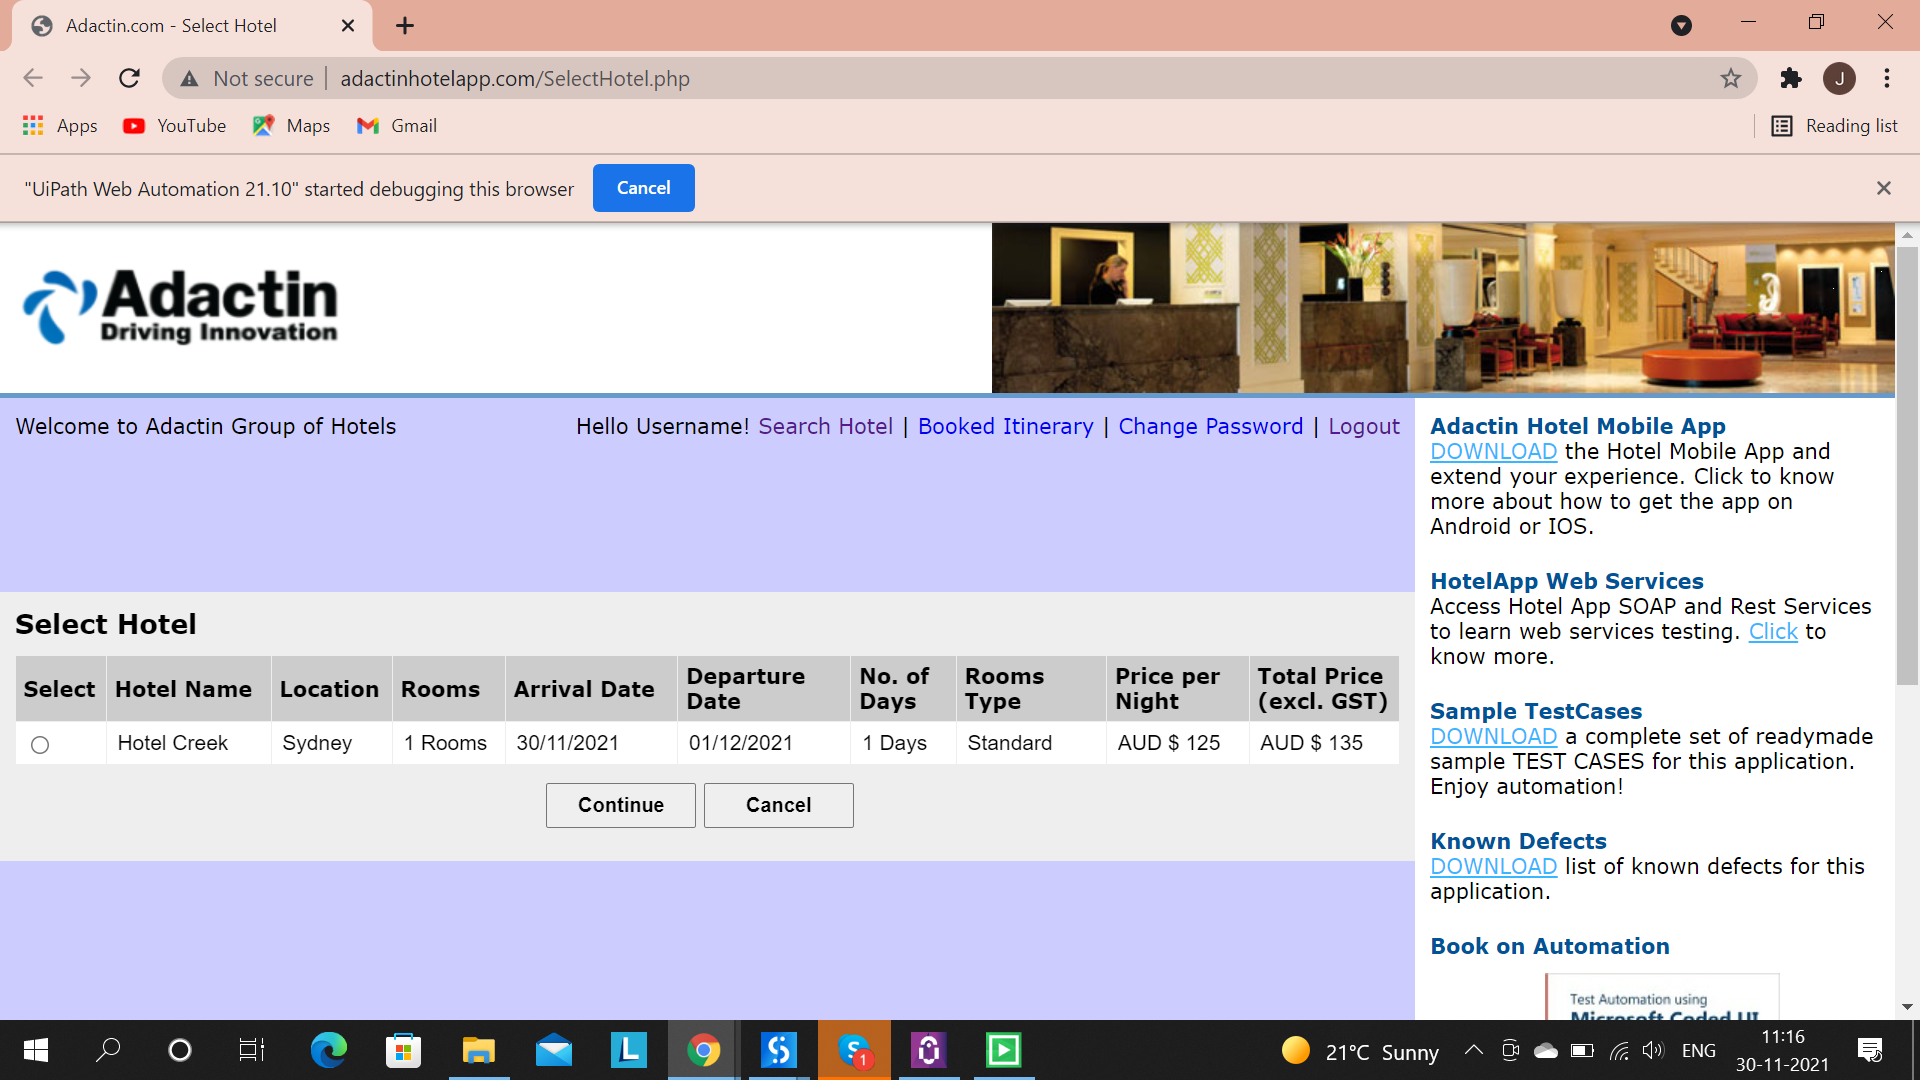 Adactin.com - Select Hotel
Not secure
adactinhotelapp.com/SelectHotel.php
J
Apps
YouTube
Maps
Gmail
Reading list
"UiPath Web Automation 21.10" started debugging this browser
Cancel
Adactin
Driving Innovation
Welcome to Adactin Group of Hotels
Hello Username! Search Hotel | Booked Itinerary | Change Password | Logout
Select Hotel
Select Hotel Name Location Rooms Arrival Date Departure Date No. of Days Rooms Type Price per Night Total Price (excl. GST)
Hotel Creek Sydney 1 Rooms 30/11/2021 01/12/2021 1 Days Standard AUD $ 125 AUD $ 135
Continue
Cancel
Adactin Hotel Mobile App
DOWNLOAD the Hotel Mobile App and
extend your experience. Click to know
more about how to get the app on
Android or IOS.
HotelApp Web Services
Access Hotel App SOAP and Rest Services
to learn web services testing. Click to
know more.
Sample TestCases
DOWNLOAD a complete set of readymade
sample TEST CASES for this application.
Enjoy automation!
Known Defects
DOWNLOAD list of known defects for this
application.
Book on Automation
Test Automation using
Microsoft Coded UI
L
S
1
21°C Sunny
ENG
11:16
30-11-2021